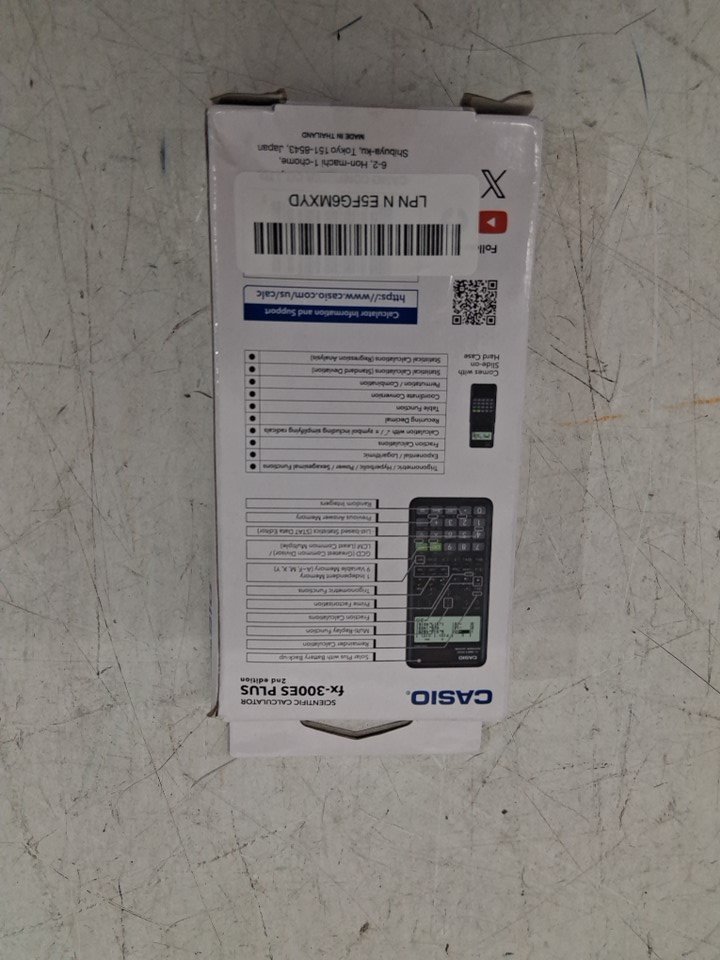 CASIO®
SCIENTIFIC CALCULATOR
fx-300ES PLUS
2nd edition
CASIO
Solar Plus with Battery Back-up
Remainder Calculation
Multi-Replay Function
Fraction Calculations
Prime Factorization
Trigonometric Functions
1 Independent Memory
9 Variable Memory (A–F, M, X, Y)
GCD (Greatest Common Divisor) /
LCM (Least Common Multiple)
List-based Statistics (STAT Data Editor)
Previous Answer Memory
Random Integers
Trigonometric / Hyperbolic / Power / Sexagesimal Functions ●
Exponential / Logarithmic ●
Fraction Calculations ●
Calculation with √ / π symbol including simplifying radicals ●
Recurring Decimal ●
Table Function ●
Coordinate Conversion ●
Permutation / Combination ●
Statistical Calculations (Standard Deviation) ●
Statistical Calculations (Regression Analysis) ●
Comes with
Slide-on
Hard Case
Calculator Information and Support
https://www.casio.com/us/calc
Foll
LPN N E5FG6MXYD
X
6-2, Hon-machi 1-chome,
Shibuya-ku, Tokyo 151-8543, Japan
MADE IN THAILAND